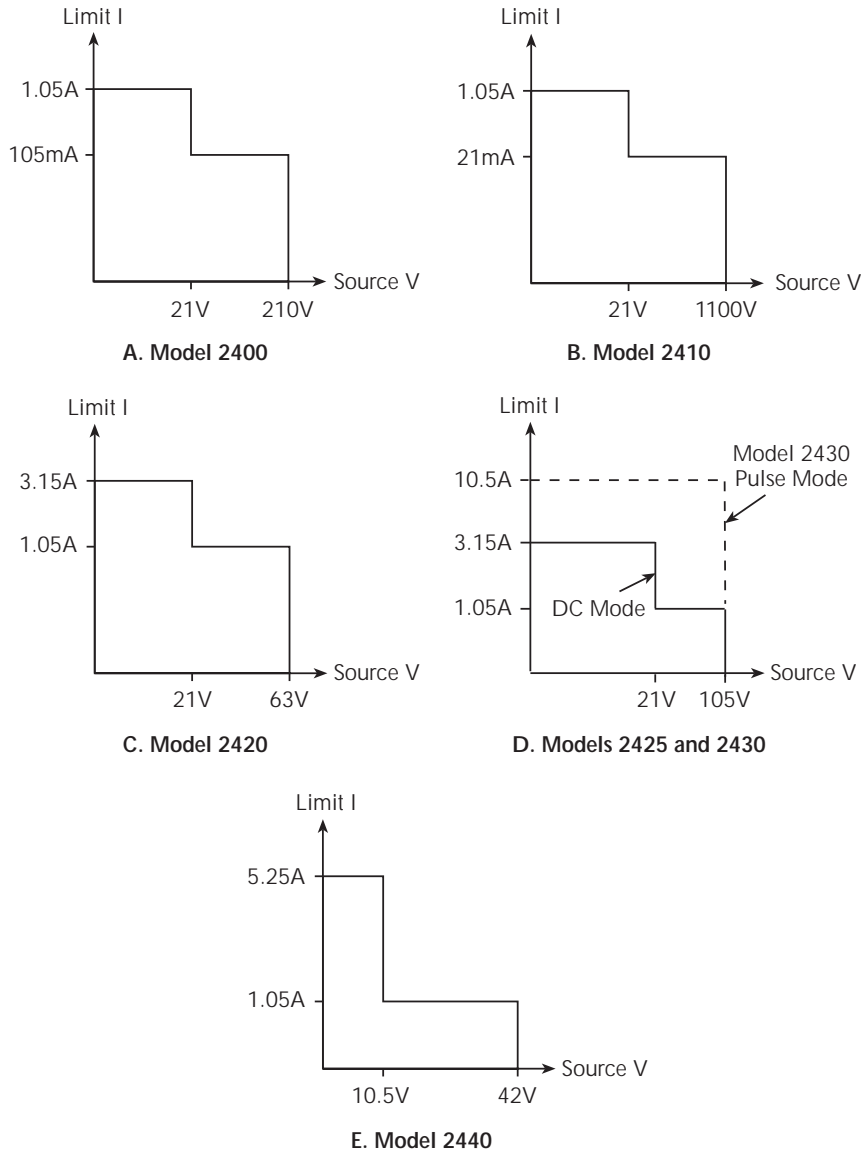 Limit I
1.05A
105mA
Source V
21V
210V
A. Model 2400
Limit I
1.05A
21mA
Source V
21V
1100V
B. Model 2410
Limit I
3.15A
1.05A
Source V
21V
63V
C. Model 2420
Limit I
Model 2430
Pulse Mode
10.5A
3.15A
DC Mode
1.05A
Source V
21V
105V
D. Models 2425 and 2430
Limit I
5.25A
1.05A
Source V
10.5V
42V
E. Model 2440